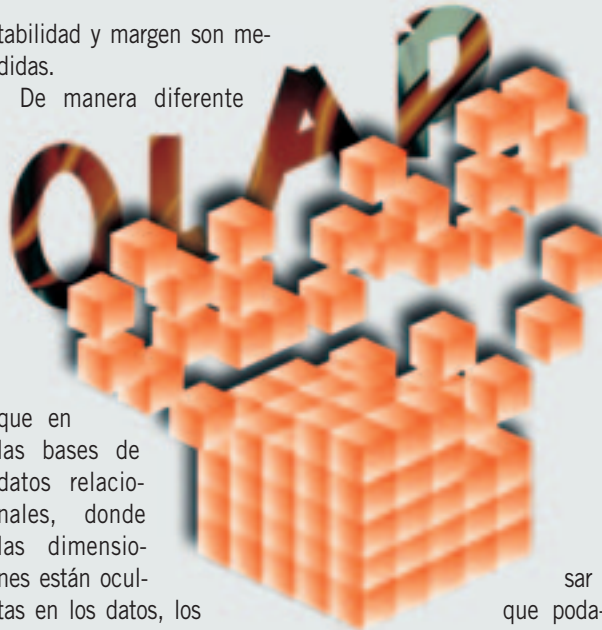 tabilidad y margen son me-
didas.
De manera diferente
OLAP
que en
las bases de
datos relacio-
nales, donde
las dimensio-
nes están ocul-
tas en los datos, los
sar
que poda-